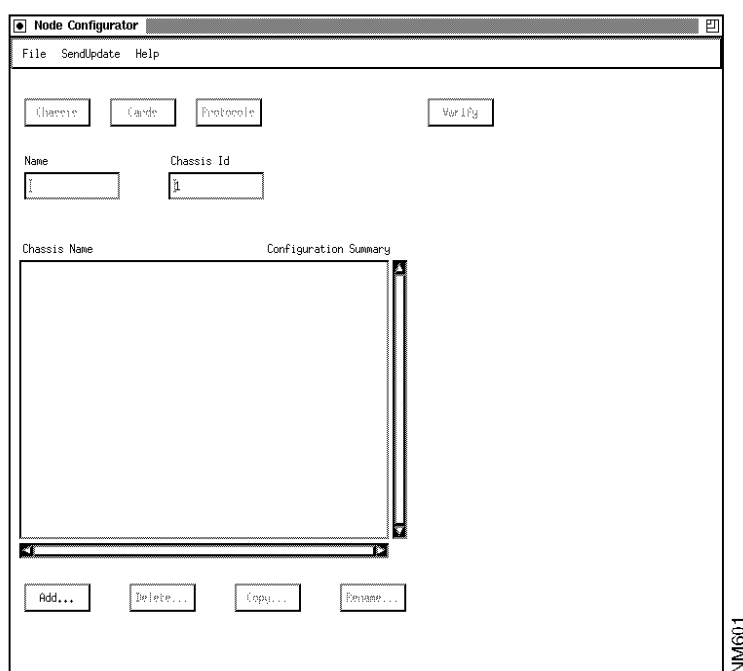 Node Configurator
File SendUpdate Help
Chassis Cards Protocols Verify
Name Chassis Id
1
Chassis Name Configuration Summary
Add... Delete... Copy... Rename...
NM601